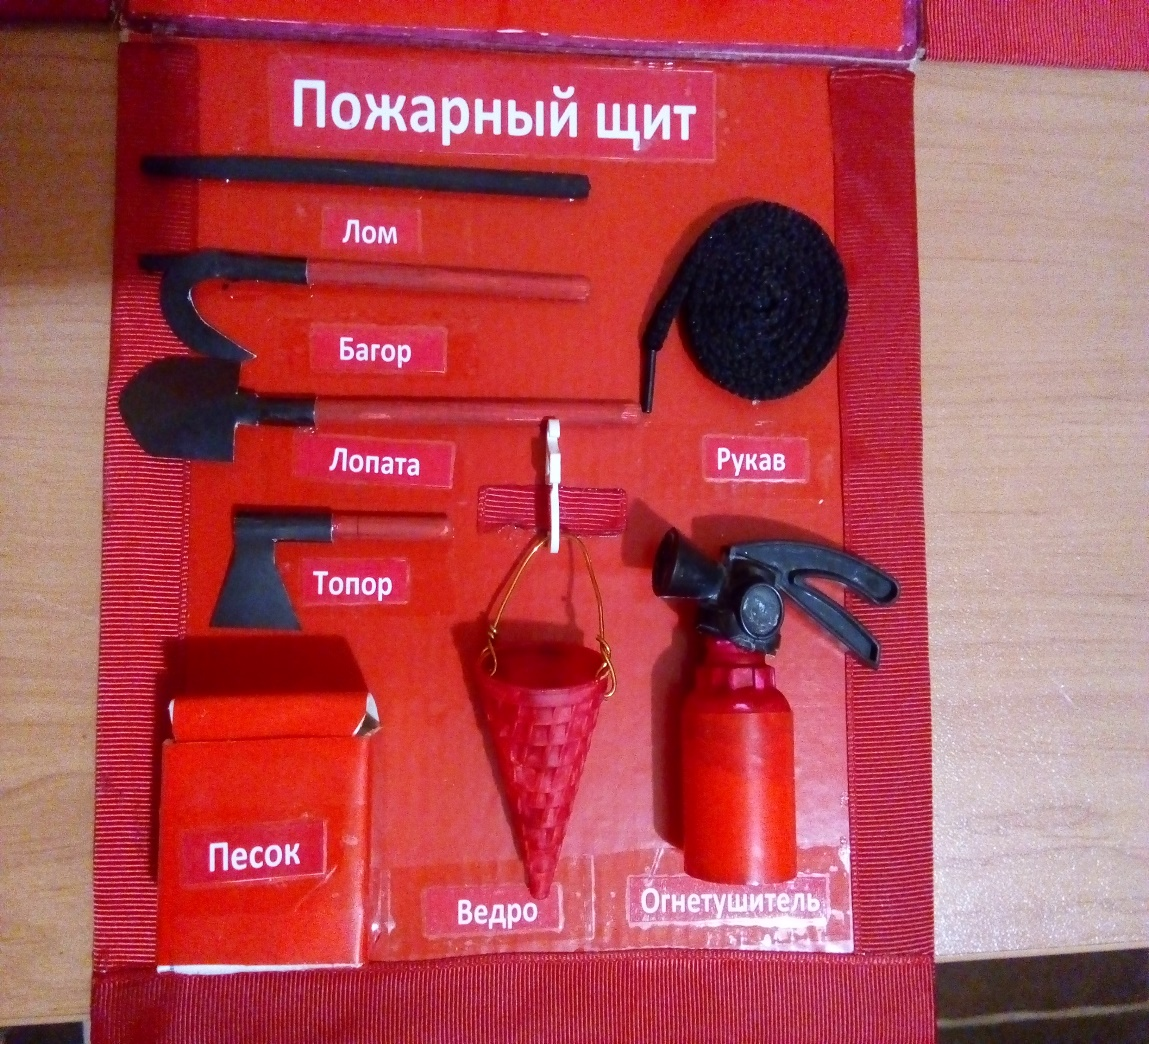 Пожарный щит
Лом
Багор
Лопата
Рукав
Топор
Песок
Ведро
Огнетушитель